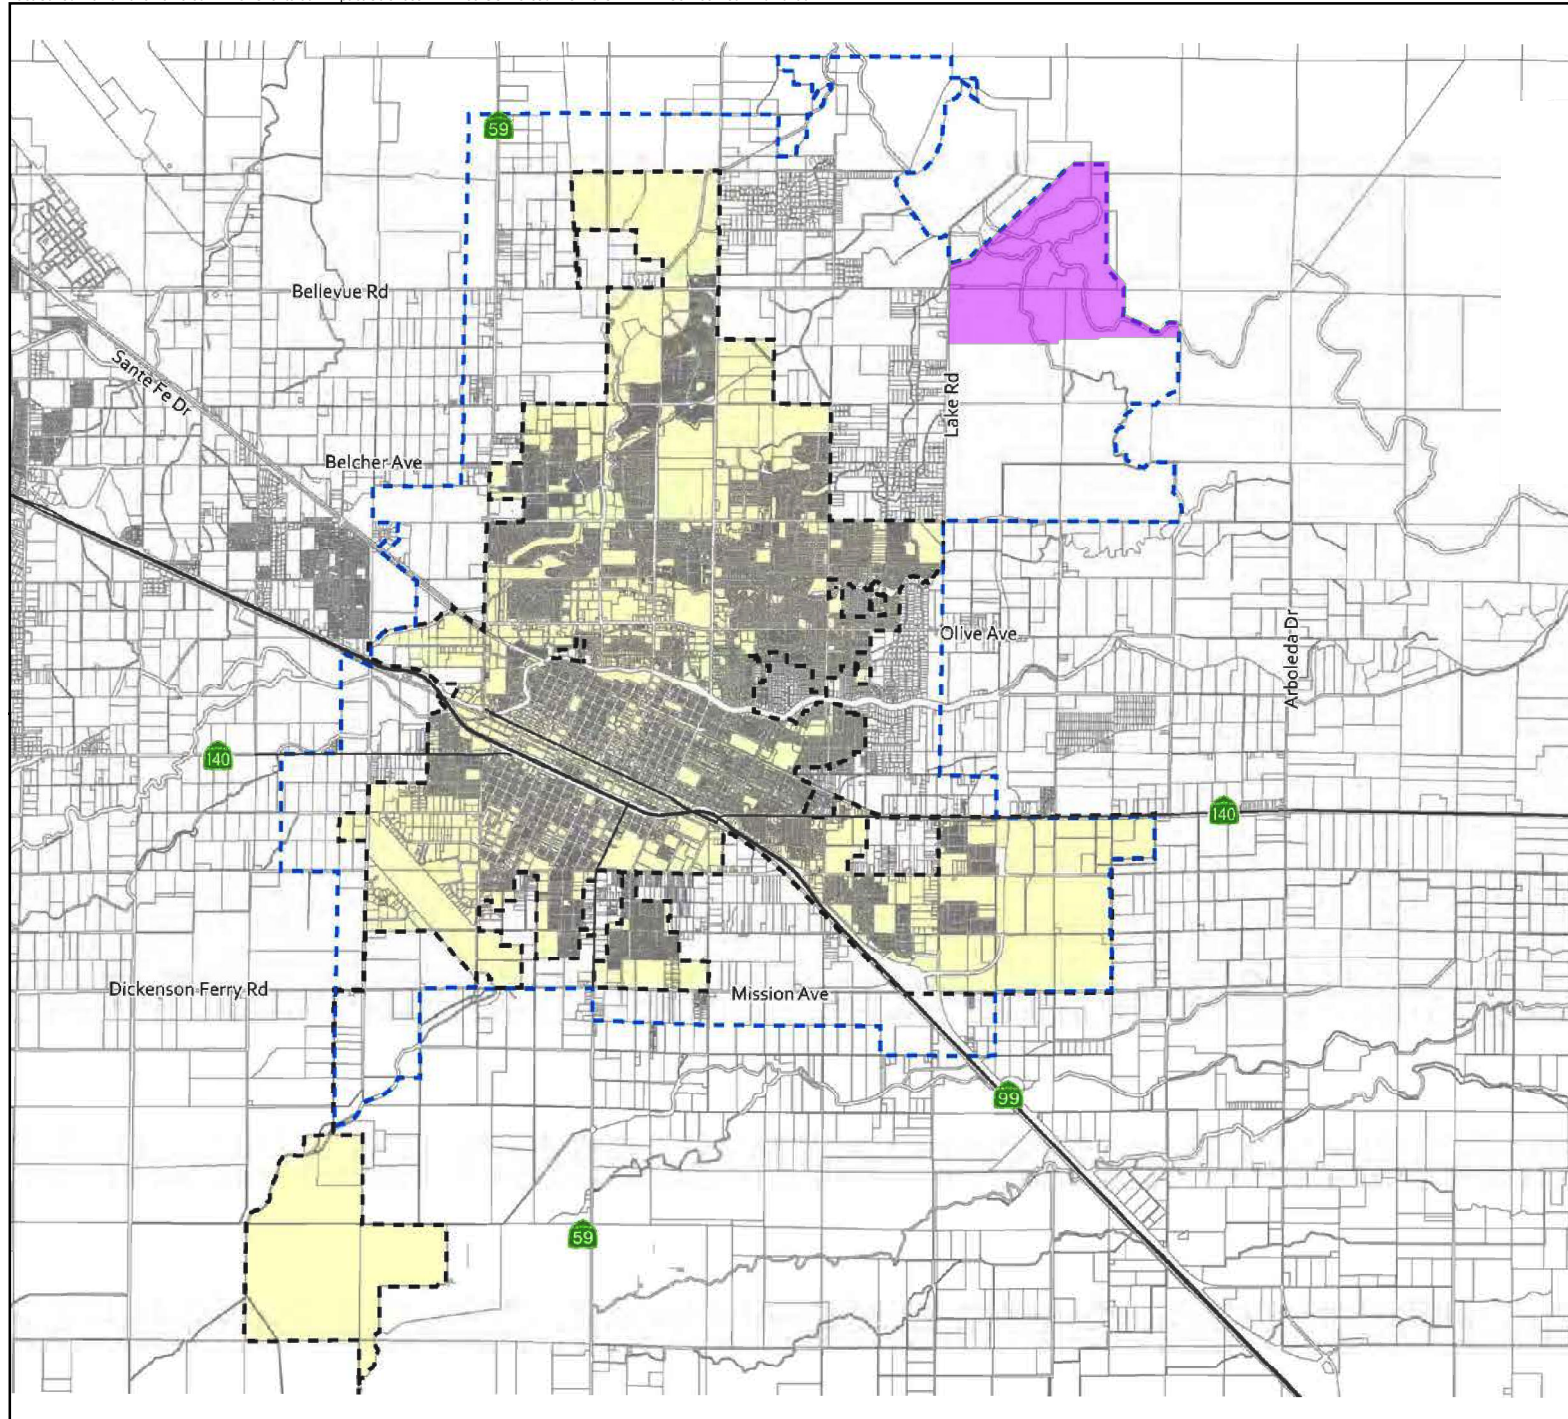 59
Bellevue Rd
Sante Fe Dr
Lake Rd
Belcher Ave
Olive Ave
Arboleda Dr
140
140
Dickenson Ferry Rd
Mission Ave
99
59